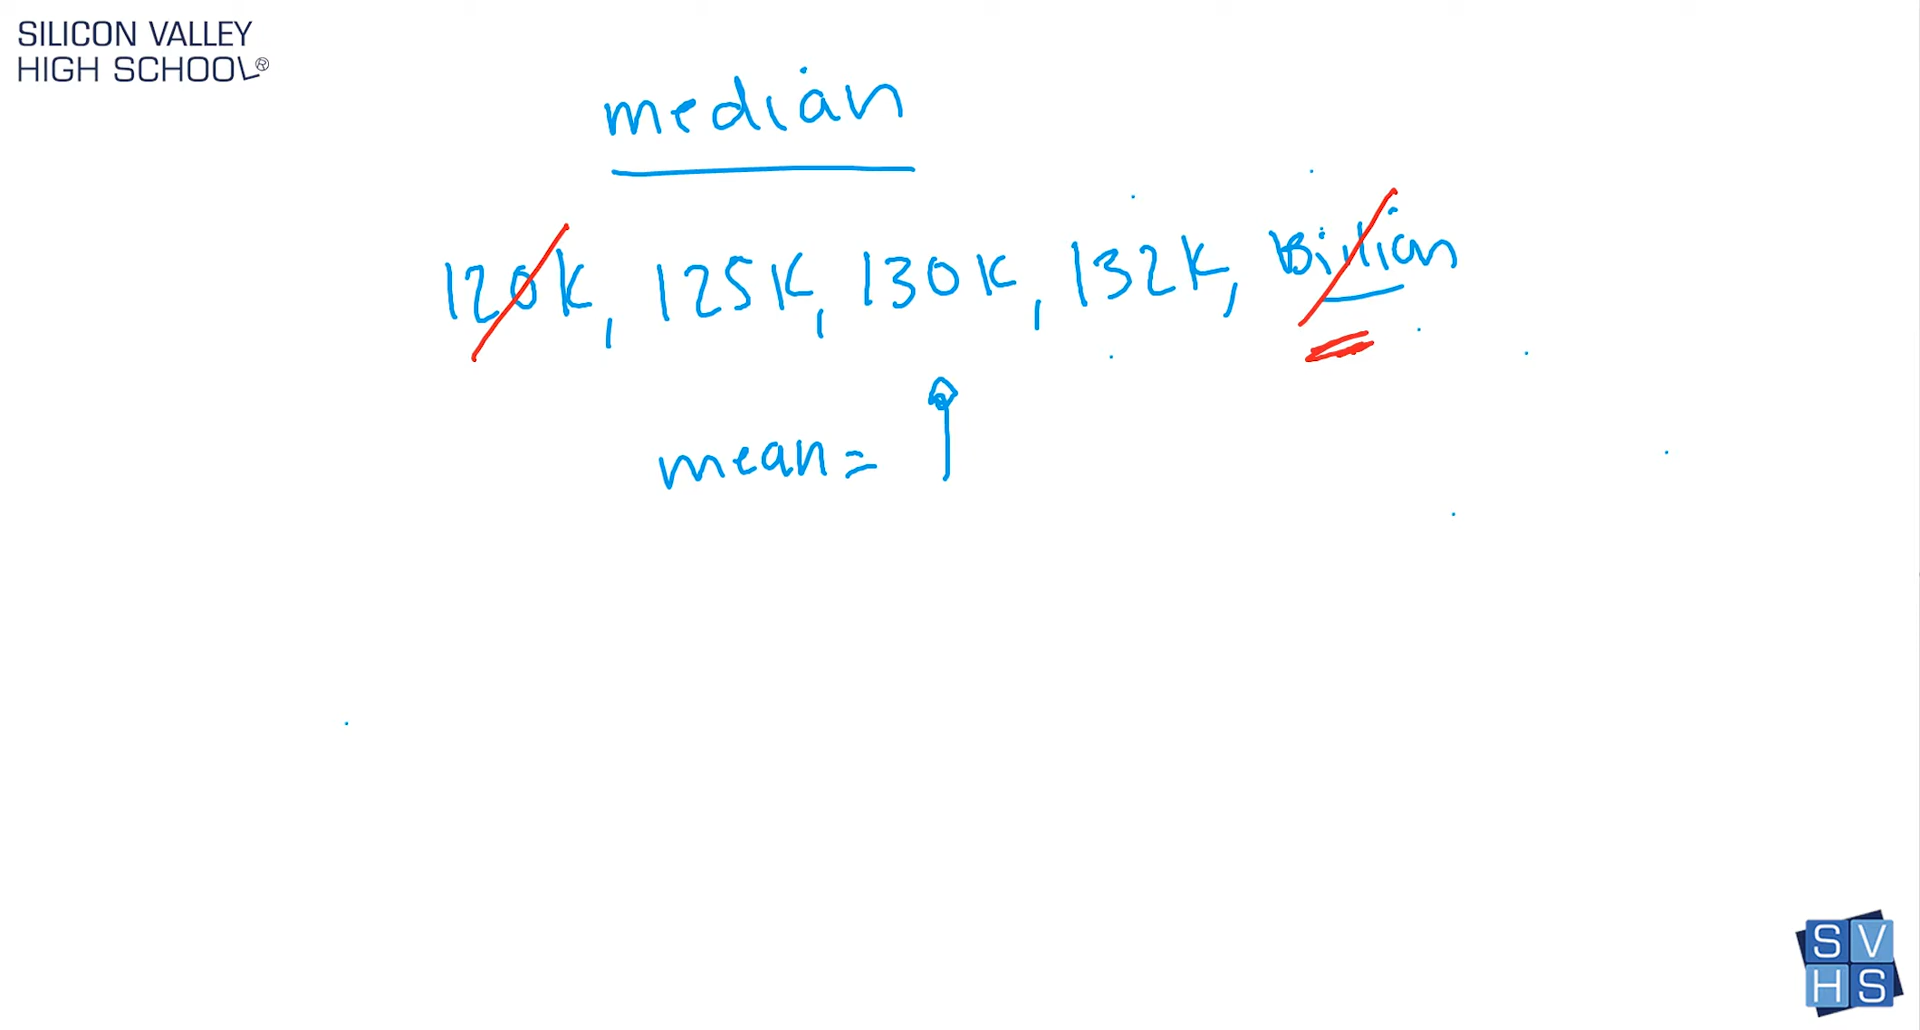 SILICON VALLEY
HIGH SCHOOL®
median
120K, 125K, 130K, 132K, Billion
mean = ↑
SV
HS